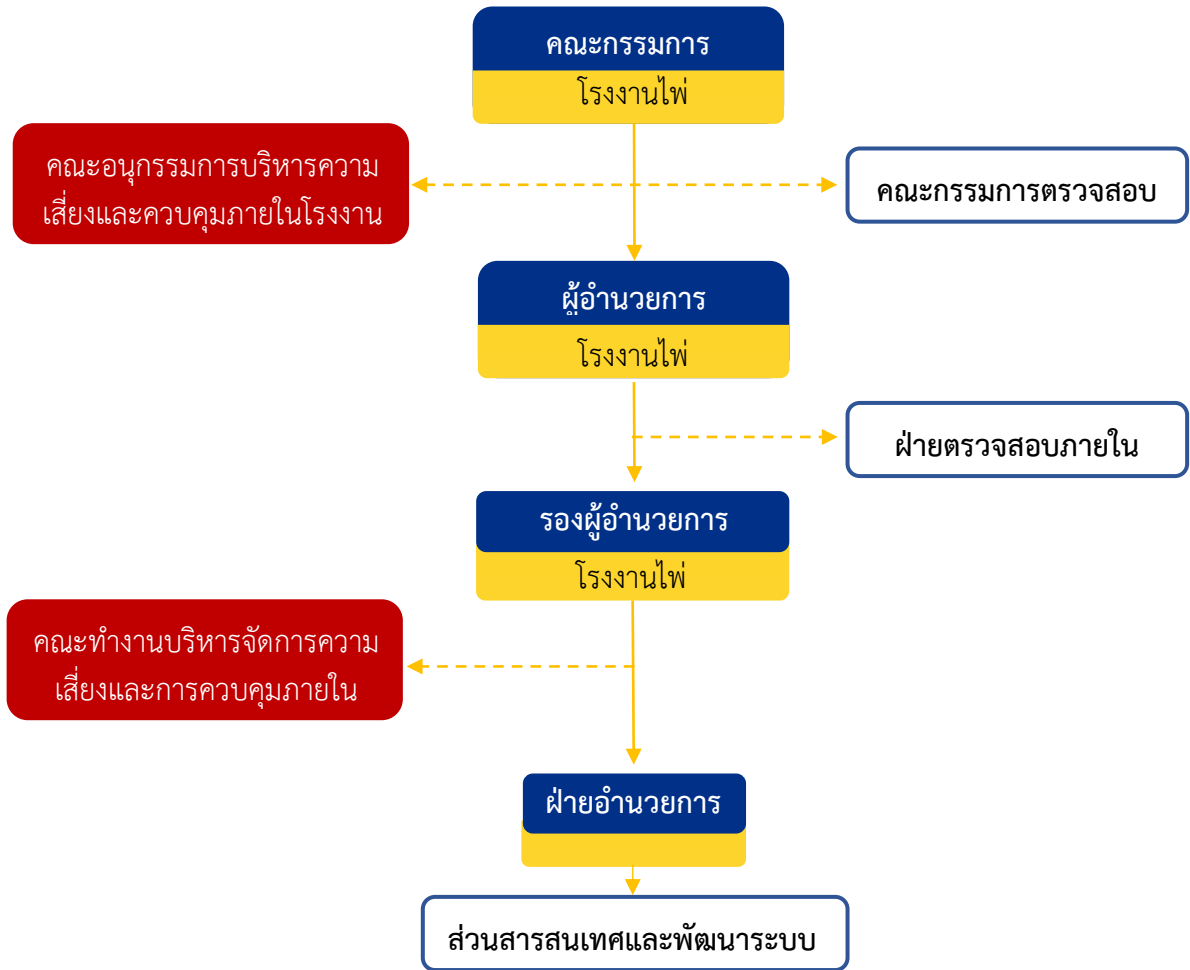 คณะกรรมการ
โรงงานไพ่
คณะอนุกรรมการบริหารความ
เสี่ยงและควบคุมภายในโรงงาน
คณะกรรมการตรวจสอบ
ผู้อำนวยการ
โรงงานไพ่
ฝ่ายตรวจสอบภายใน
รองผู้อำนวยการ
โรงงานไพ่
คณะทำงานบริหารจัดการความ
เสี่ยงและการควบคุมภายใน
ฝ่ายอำนวยการ
ส่วนสารสนเทศและพัฒนาระบบ